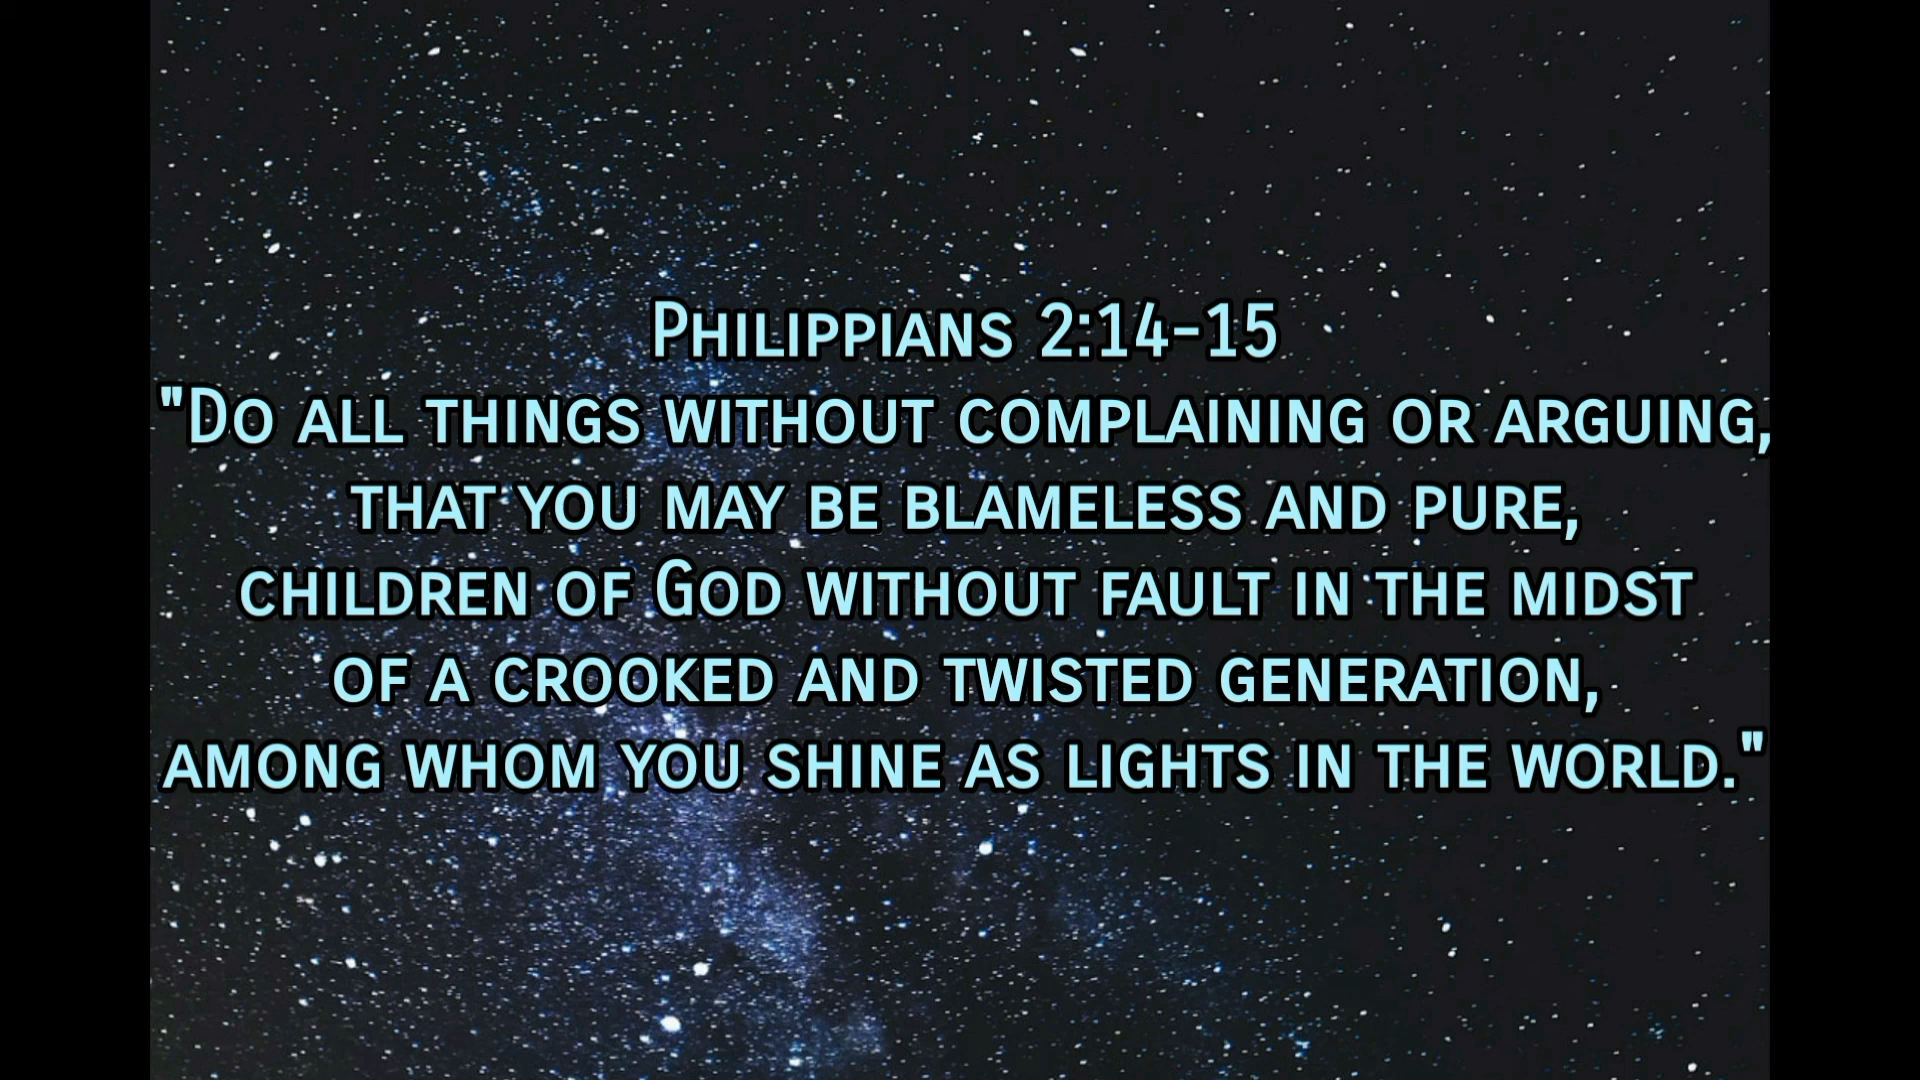 Philippians 2:14-15
"Do all things without complaining or arguing,
that you may be blameless and pure,
children of God without fault in the midst
of a crooked and twisted generation,
among whom you shine as lights in the world."